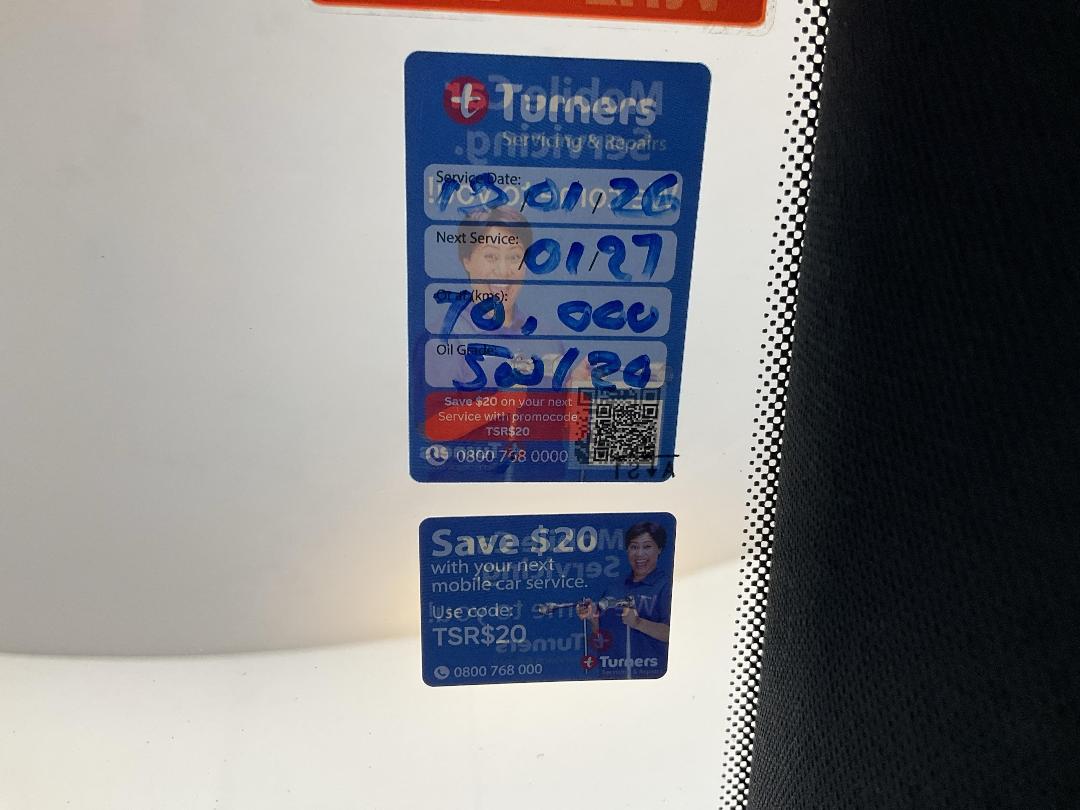 Turners
Servicing & Repairs
Service Date:
/01/26
Next Service:
/01/27
Or at (kms):
70,000
Oil Grade:
5W/20
Save $20 on your next
Service with promocode
TSR$20
0800 768 0000
Save $20
with your next
mobile car service.
Use code:
TSR$20
0800 768 000
Turners